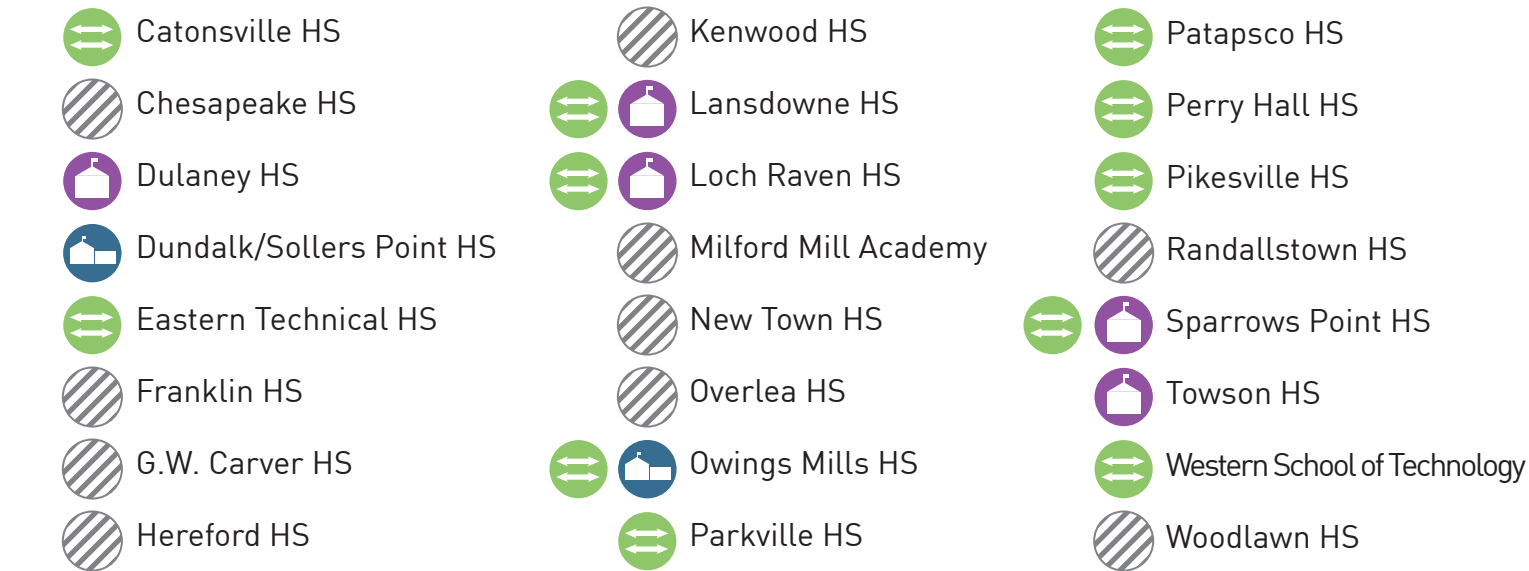 Catonsville HS
Chesapeake HS
Dulaney HS
Dundalk/Sollers Point HS
Eastern Technical HS
Franklin HS
G.W. Carver HS
Hereford HS
Kenwood HS
Lansdowne HS
Loch Raven HS
Milford Mill Academy
New Town HS
Overlea HS
Owings Mills HS
Parkville HS
Patapsco HS
Perry Hall HS
Pikesville HS
Randallstown HS
Sparrows Point HS
Towson HS
Western School of Technology
Woodlawn HS